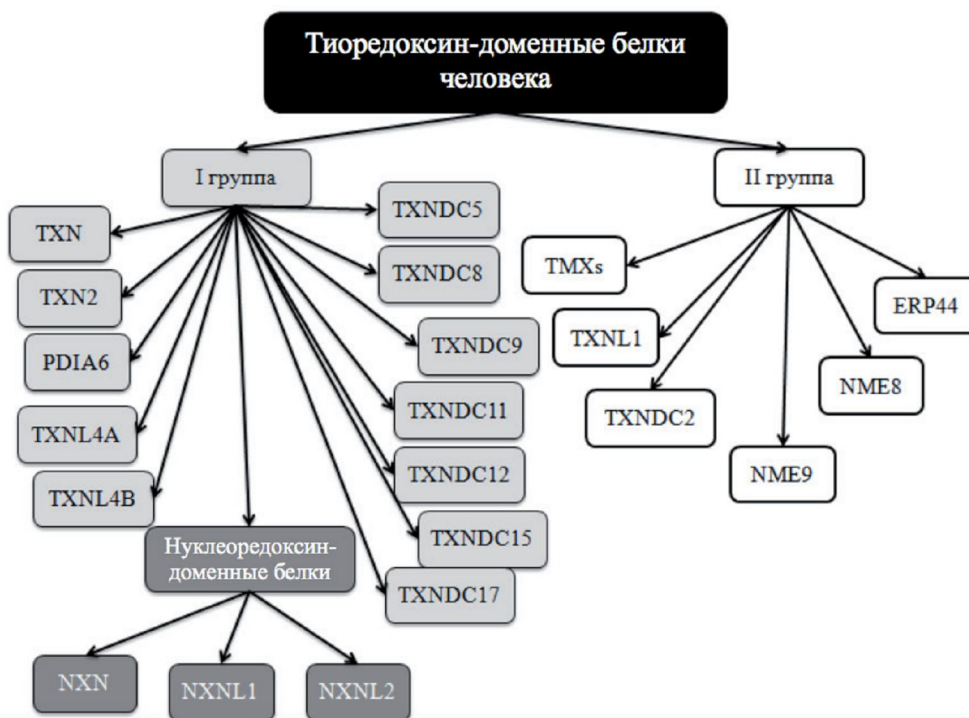 Тиоредоксин-доменные белки
человека
I группа
II группа
TXN
TXN2
PDIA6
TXNL4A
TXNL4B
TXNDC5
TXNDC8
TXNDC9
TXNDC11
TXNDC12
TXNDC15
TXNDC17
Нуклеоредоксин-
доменные белки
NXN
NXNL1
NXNL2
TMXs
TXNL1
TXNDC2
NME9
NME8
ERP44